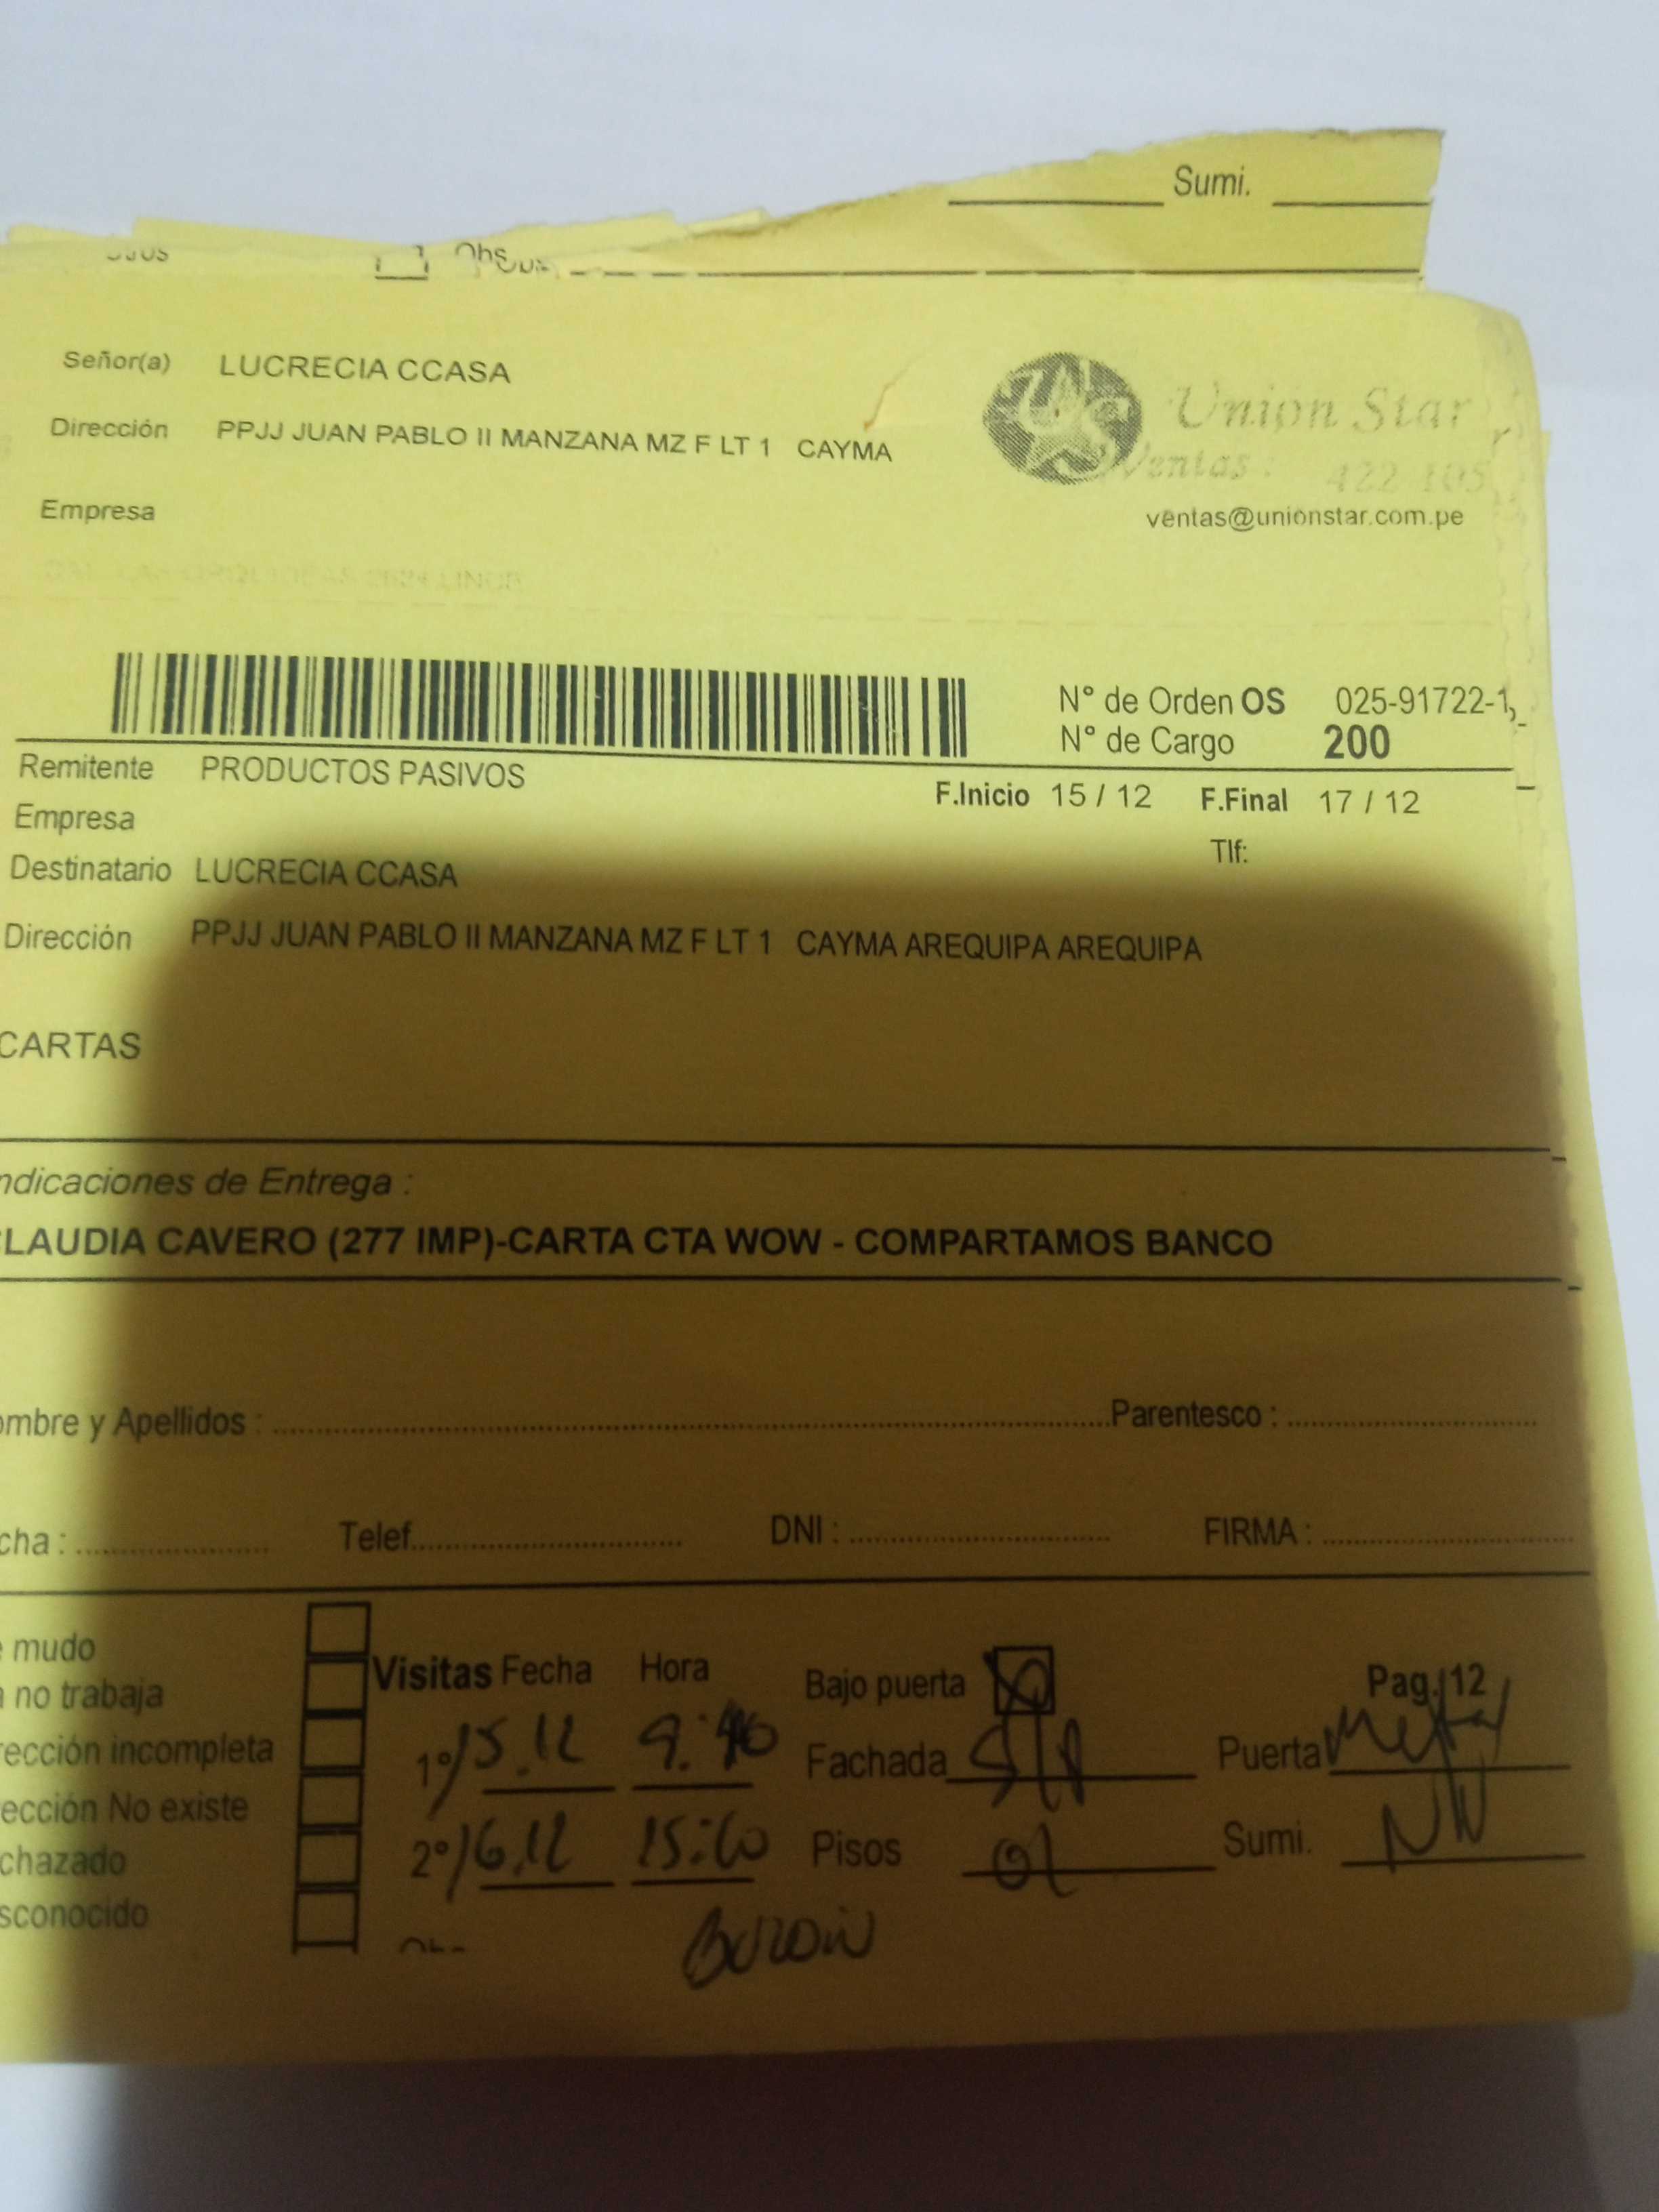 Sumi.
Obs
Señor(a) LUCRECIA CCASA
Dirección PPJJ JUAN PABLO II MANZANA MZ F LT 1 CAYMA
Union Star
Ventas: 422 105
Empresa
ventas@unionstar.com.pe
N° de Orden OS 025-91722-1
N° de Cargo 200
Remitente PRODUCTOS PASIVOS
F.Inicio 15 / 12 F.Final 17 / 12
Empresa
Tlf:
Destinatario LUCRECIA CCASA
Dirección PPJJ JUAN PABLO II MANZANA MZ F LT 1 CAYMA AREQUIPA AREQUIPA
CARTAS
ndicaciones de Entrega :
LAUDIA CAVERO (277 IMP)-CARTA CTA WOW - COMPARTAMOS BANCO
ombre y Apellidos : Parentesco :
cha : Telef. DNI : FIRMA :
e mudo
a no trabaja
rección incompleta
ección No existe
chazado
sconocido
Visitas Fecha Hora Bajo puerta Pag. 12
1° 15.12 9:40 Fachada Puerta Metal
2° 16.12 Pisos 01 Sumi.